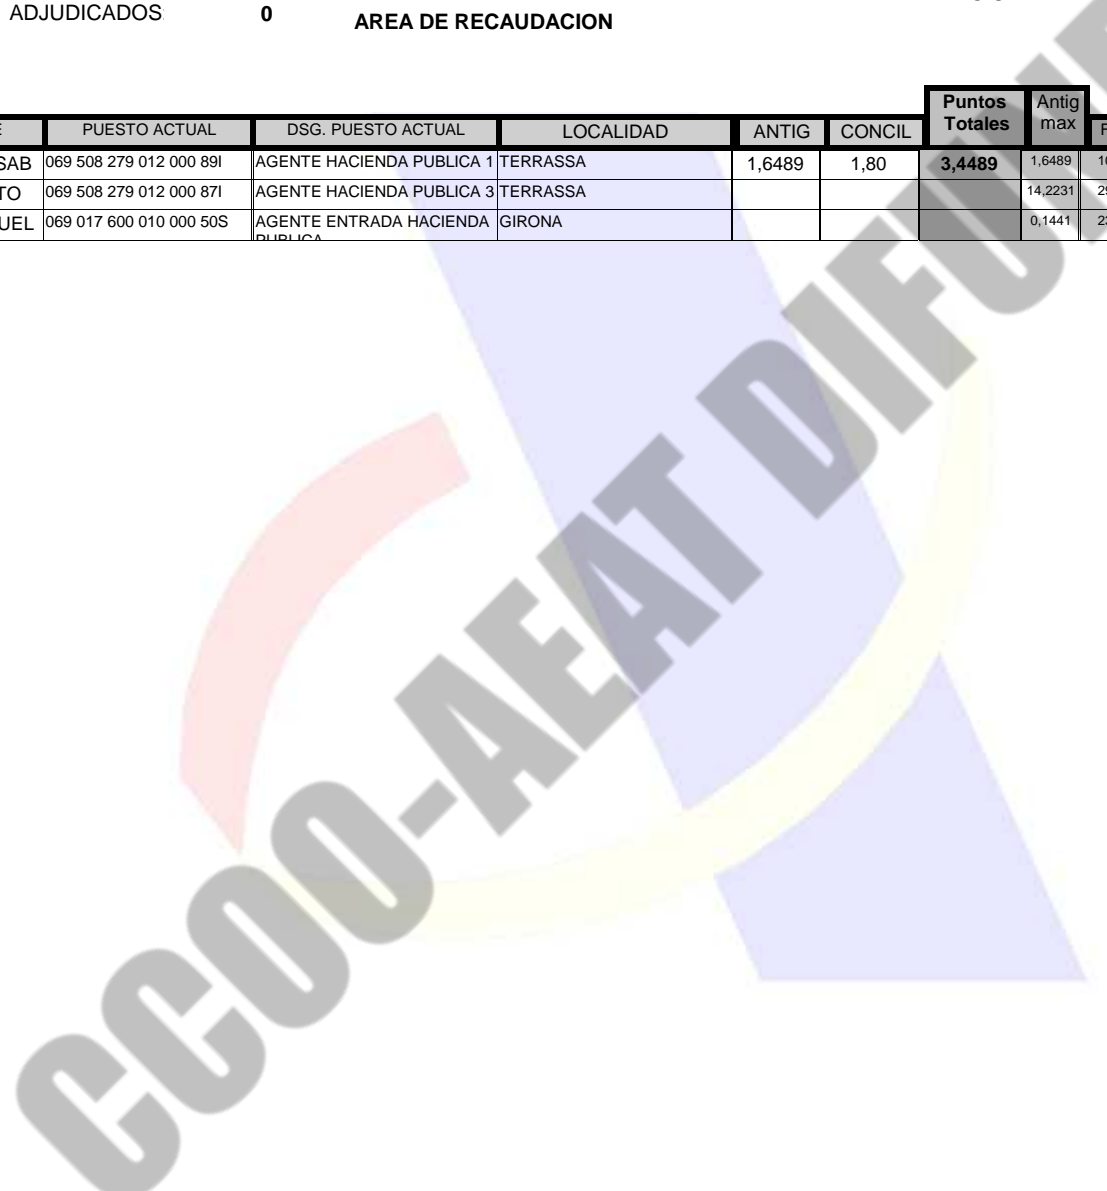 ADJUDICADOS: 0 AREA DE RECAUDACION
Puntos Totales Antig max
PUESTO ACTUAL DSG. PUESTO ACTUAL LOCALIDAD ANTIG CONCIL
SAB 069 508 279 012 000 89I AGENTE HACIENDA PUBLICA 1 TERRASSA 1,6489 1,80 3,4489 1,6489
TO 069 508 279 012 000 87I AGENTE HACIENDA PUBLICA 3 TERRASSA 14,2231
UEL 069 017 600 010 000 50S AGENTE ENTRADA HACIENDA PUBLICA GIRONA 0,1441
CCOO-AEAT DIFUN